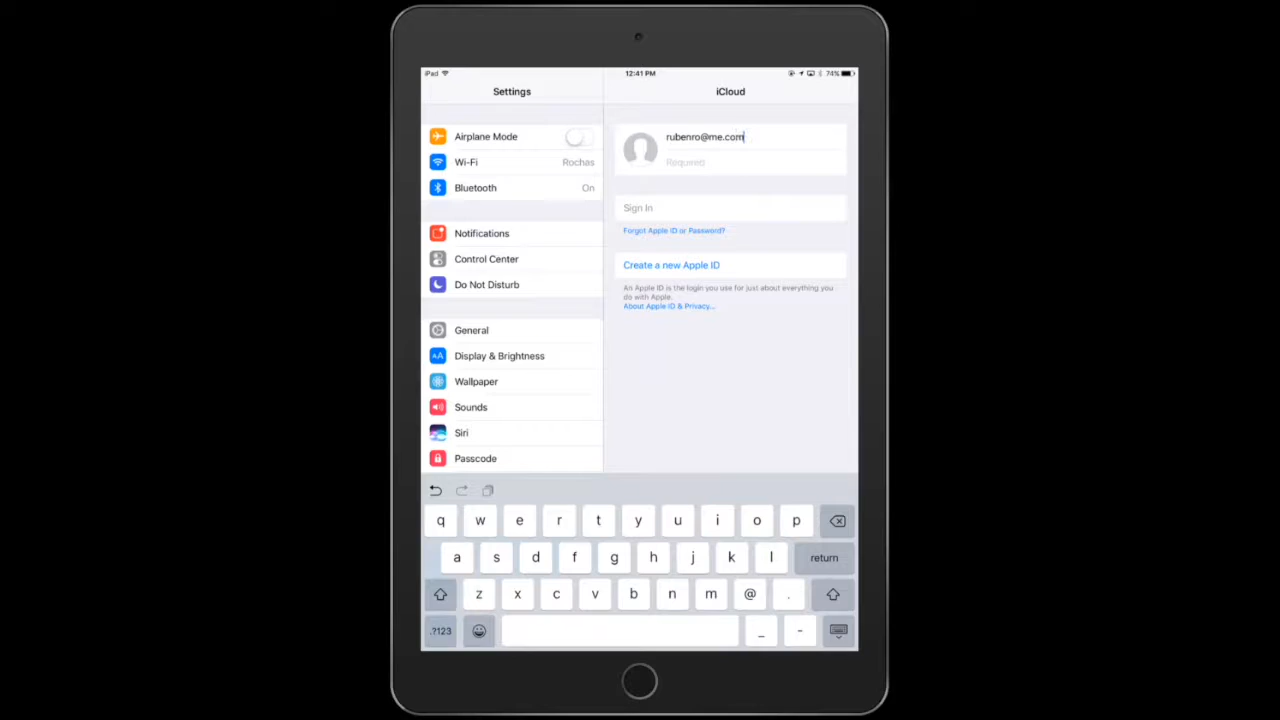 iPad
12:41 PM
74%
Settings
iCloud
Airplane Mode
Wi-Fi
Rochas
Bluetooth
On
Notifications
Control Center
Do Not Disturb
General
Display & Brightness
Wallpaper
Sounds
Siri
Passcode
rubenro@me.com
Required
Sign In
Forgot Apple ID or Password?
Create a new Apple ID
An Apple ID is the login you use for just about everything you
do with Apple.
About Apple ID & Privacy...
q w e r t y u i o p
a s d f g h j k l return
z x c v b n m @ .
.?123 _ -